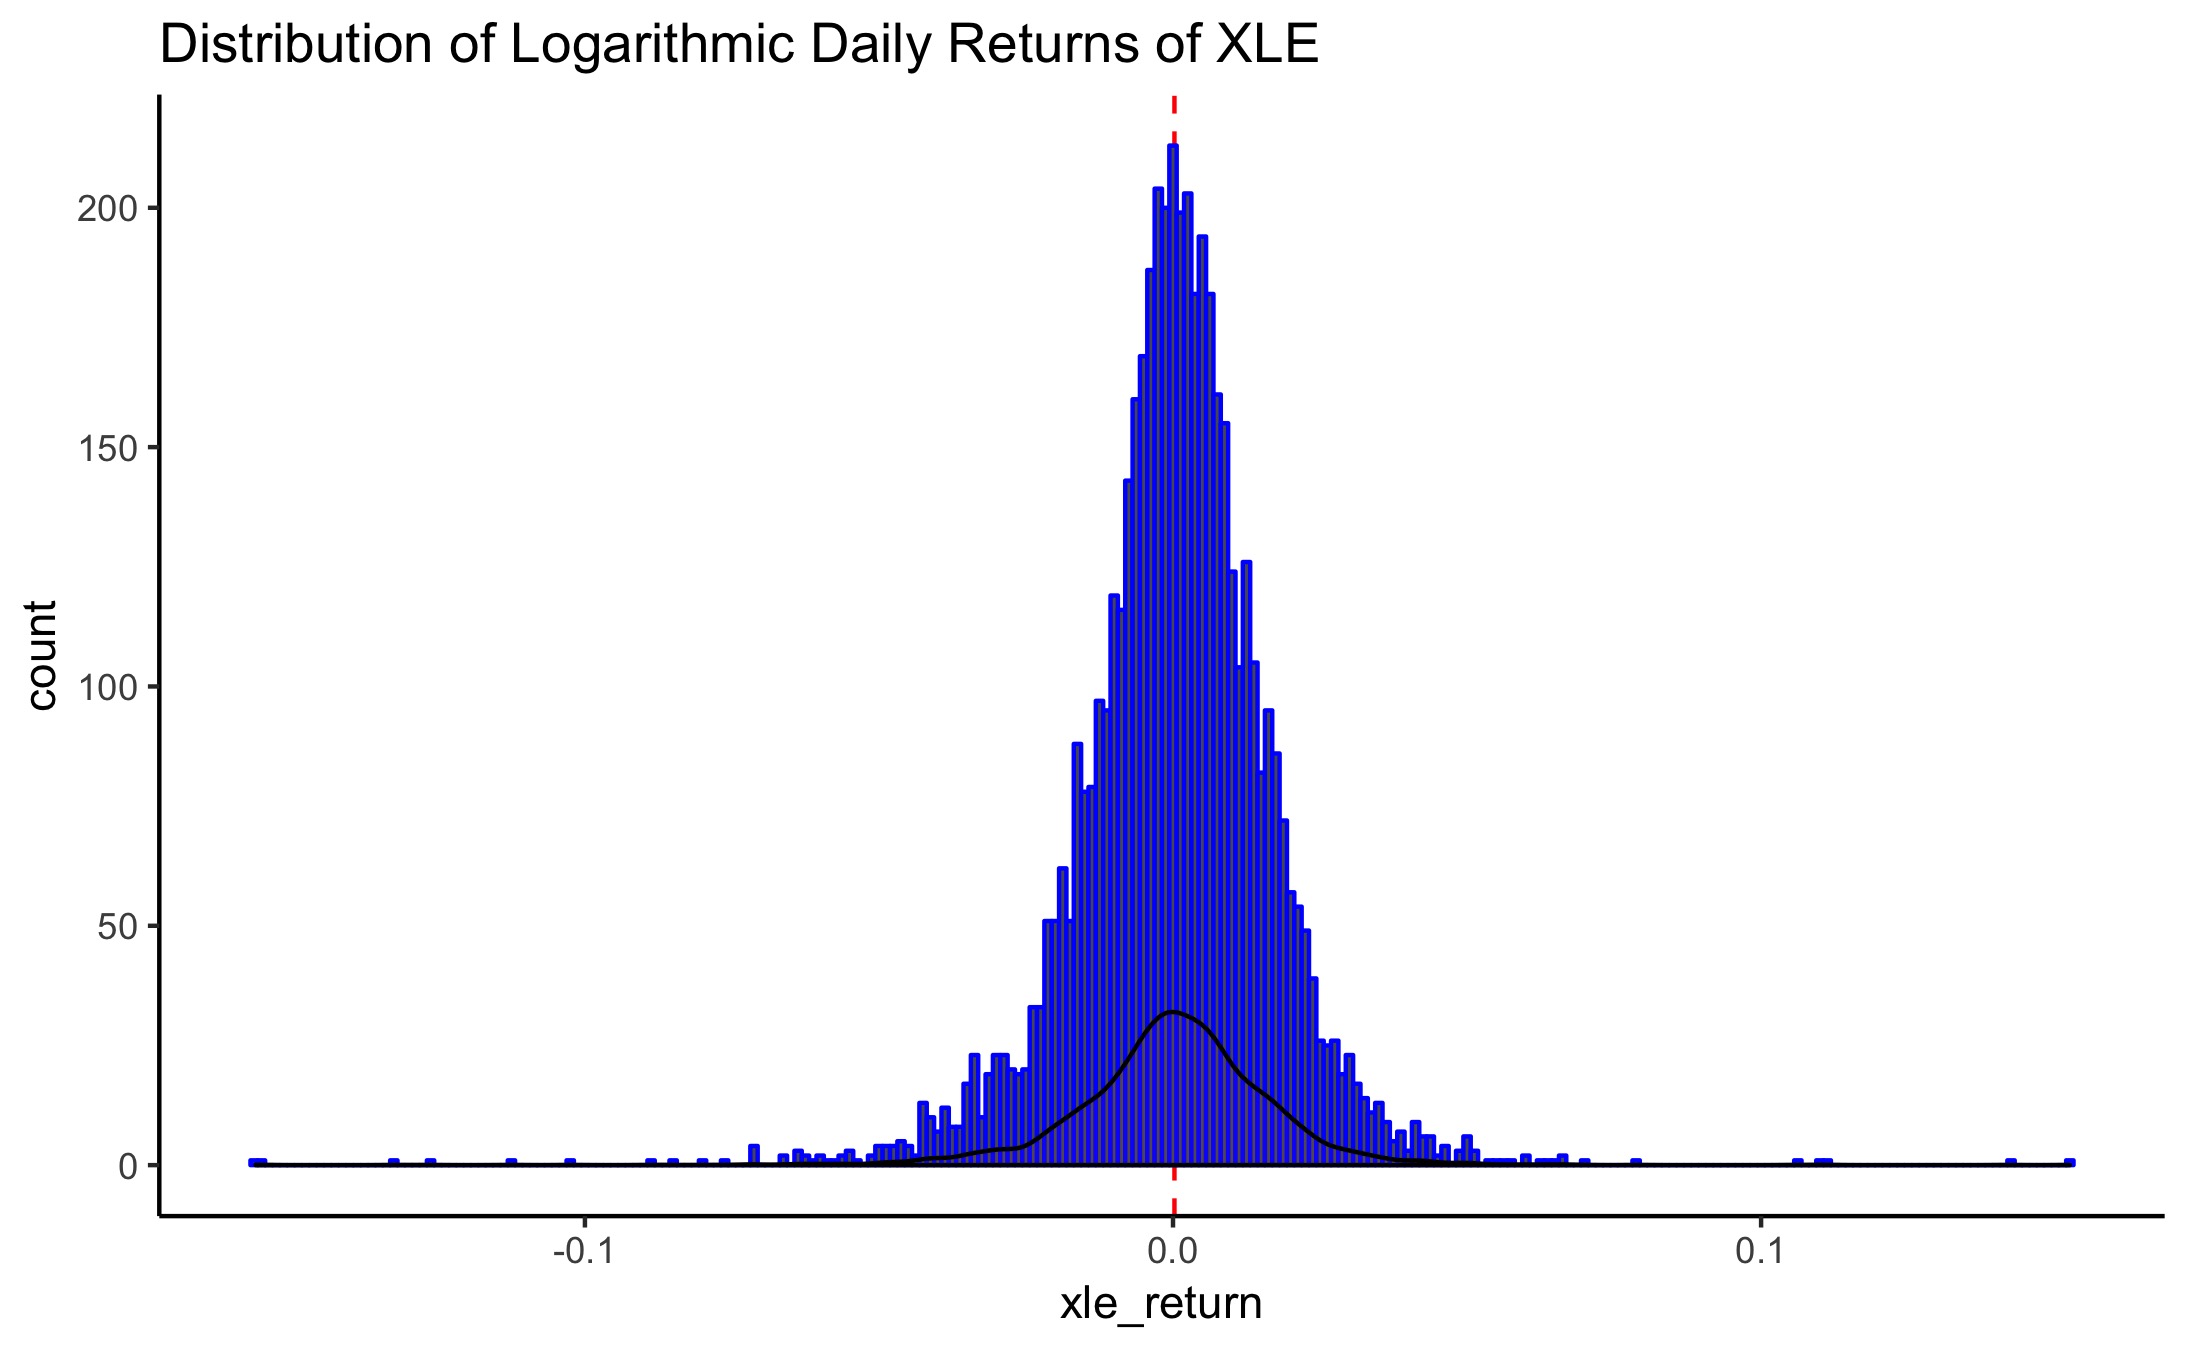 Distribution of Logarithmic Daily Returns of XLE
200
150
100
50
0
count
-0.1 0.0 0.1
xle_return